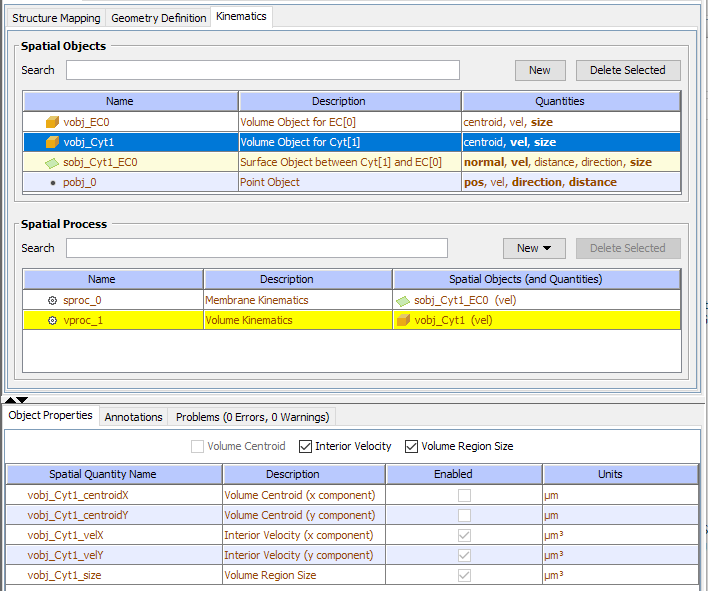 Structure Mapping Geometry Definition Kinematics
Spatial Objects
Search New Delete Selected
Name Description Quantities
vobj_EC0 Volume Object for EC[0] centroid, vel, size
vobj_Cyt1 Volume Object for Cyt[1] centroid, vel, size
sobj_Cyt1_EC0 Surface Object between Cyt[1] and EC[0] normal, vel, distance, direction, size
pobj_0 Point Object pos, vel, direction, distance
Spatial Process
Search New Delete Selected
Name Description Spatial Objects (and Quantities)
sproc_0 Membrane Kinematics sobj_Cyt1_EC0 (vel)
vproc_1 Volume Kinematics vobj_Cyt1 (vel)
Object Properties Annotations Problems (0 Errors, 0 Warnings)
Volume Centroid Interior Velocity Volume Region Size
Spatial Quantity Name Description Enabled Units
vobj_Cyt1_centroidX Volume Centroid (x component) µm
vobj_Cyt1_centroidY Volume Centroid (y component) µm
vobj_Cyt1_velX Interior Velocity (x component) µm³
vobj_Cyt1_velY Interior Velocity (y component) µm³
vobj_Cyt1_size Volume Region Size µm³